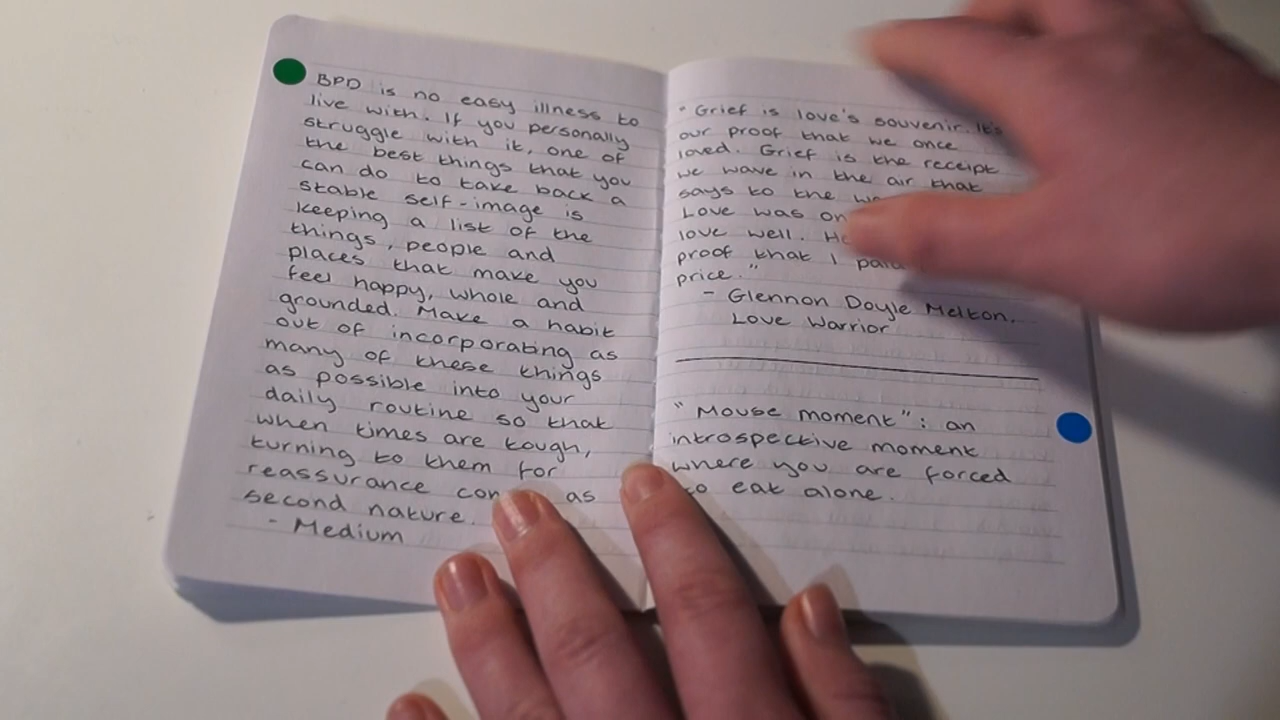 BPD is no easy illness to
live with. If you personally
struggle with it, one of
the best things that you
can do to take back a
stable self-image is
keeping a list of the
things, people and
places that make you
feel happy, whole and
grounded. Make a habit
out of incorporating as
many of these things
as possible into your
daily routine so that
when times are tough,
turning to them for
reassurance as
second nature.
- Medium
"Grief is love's souvenir. It's
our proof that we once
loved. Grief is the receipt
we wave in the air that
says to the
Love was
love well.
proof that I paid
price."
- Glennon Doyle Melton,
Love Warrior
"Mouse moment": an
introspective moment
where you are forced
to eat alone.